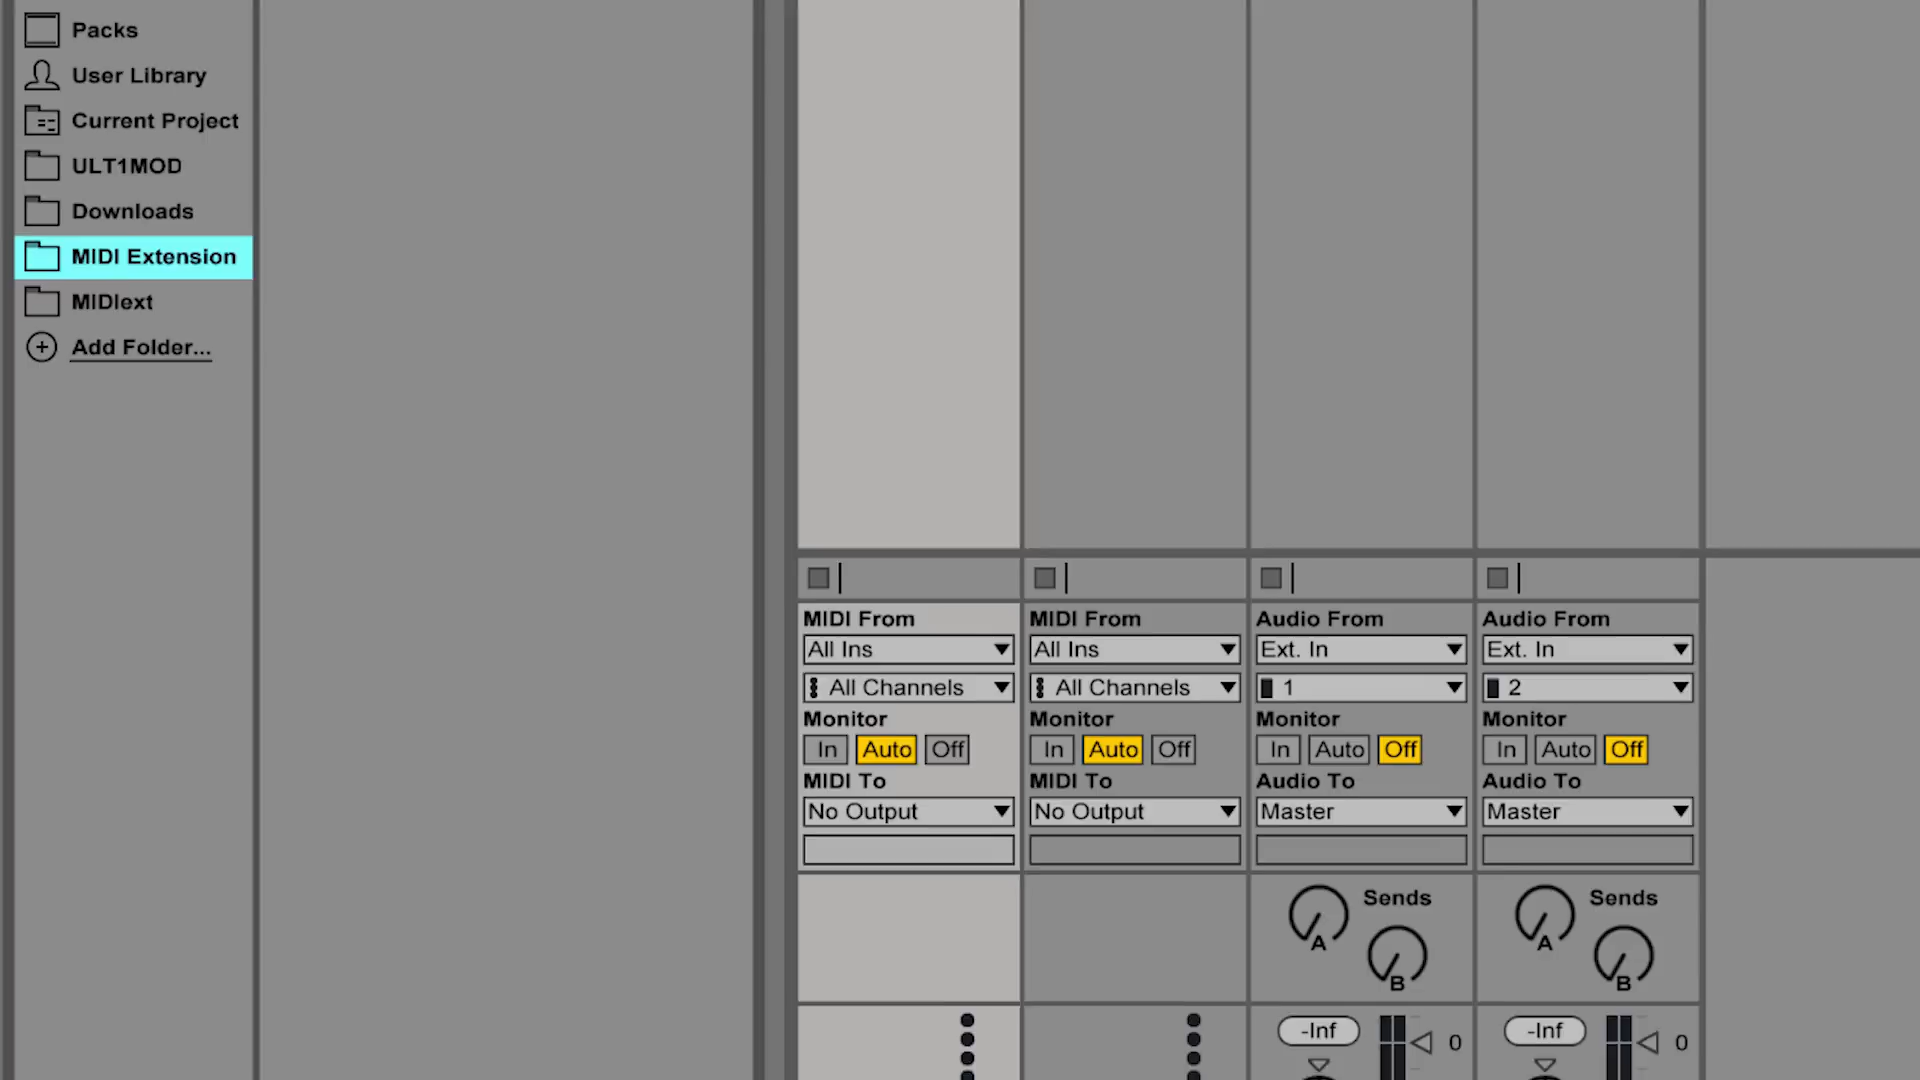 Packs
User Library
Current Project
ULT1MOD
Downloads
MIDI Extension
MIDIext
Add Folder...
MIDI From MIDI From Audio From Audio From
All Ins All Ins Ext. In Ext. In
All Channels All Channels 1 2
Monitor Monitor Monitor Monitor
In Auto Off In Auto Off In Auto Off In Auto Off
MIDI To MIDI To Audio To Audio To
No Output No Output Master Master
Sends Sends
A A
B B
-Inf 0 -Inf 0